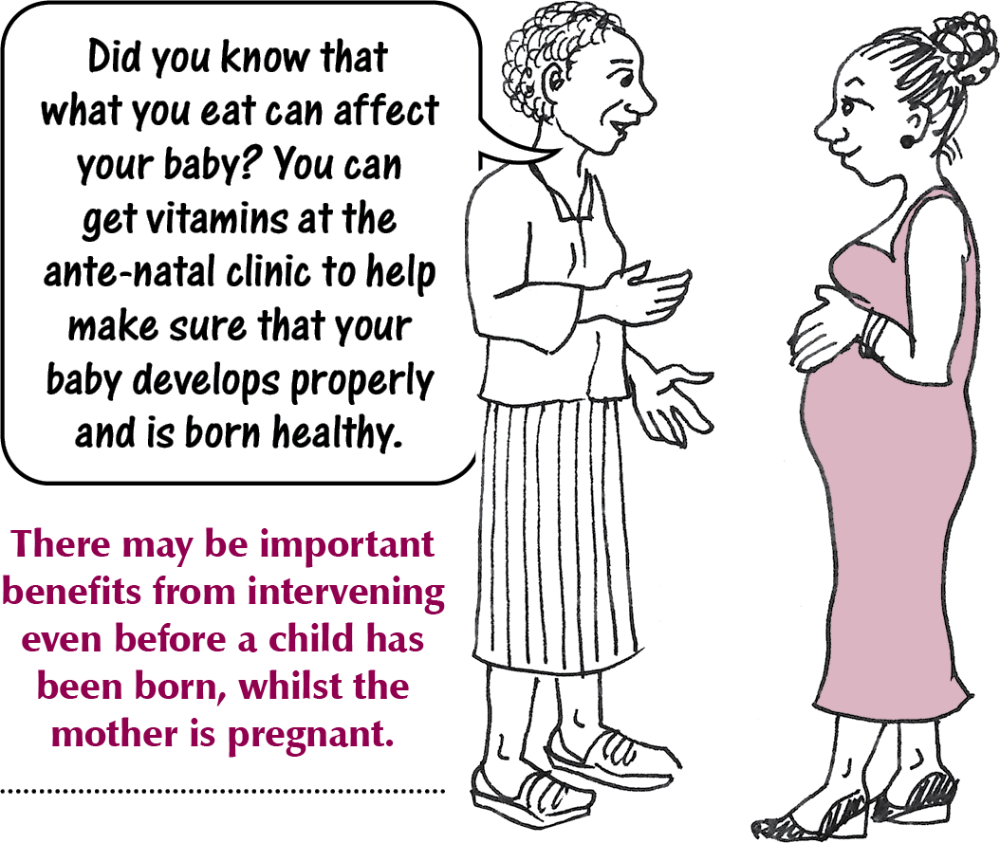 Did you know that
what you eat can affect
your baby? You can
get vitamins at the
ante-natal clinic to help
make sure that your
baby develops properly
and is born healthy.
There may be important
benefits from intervening
even before a child has
been born, whilst the
mother is pregnant.